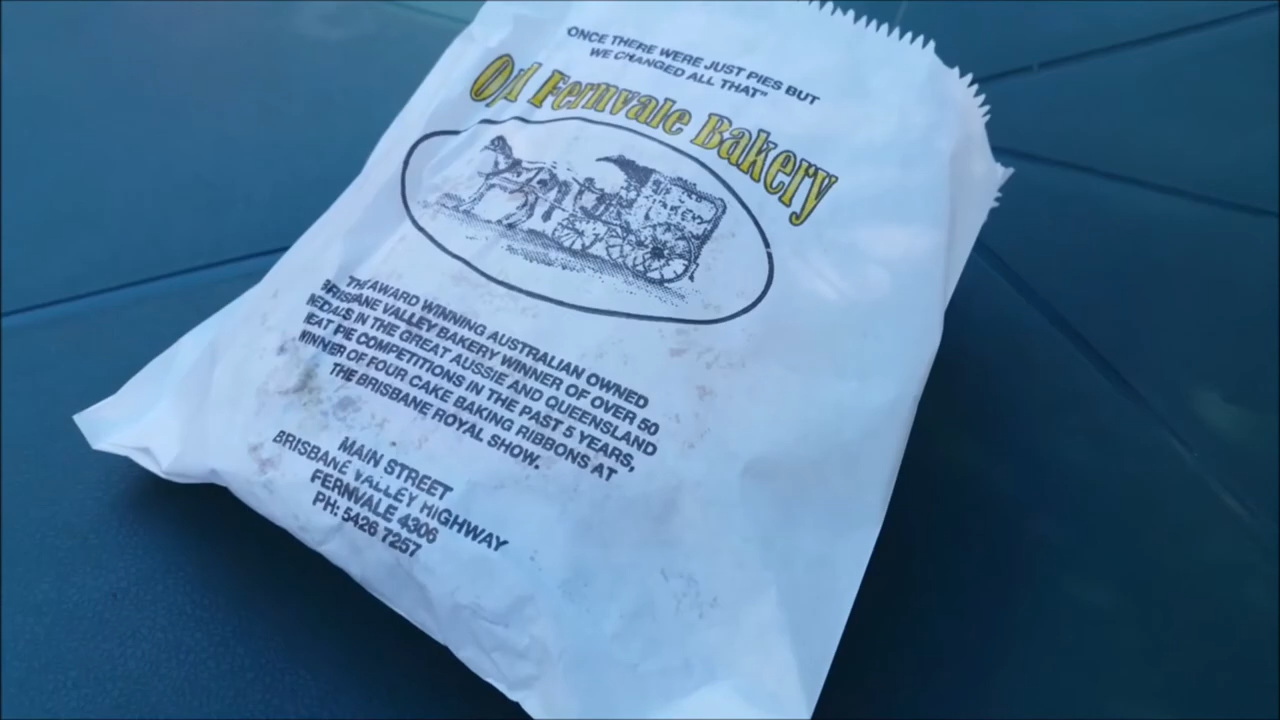 "ONCE THERE WERE JUST PIES BUT
WE CHANGED ALL THAT"
Old Fernvale Bakery
THE AWARD WINNING AUSTRALIAN OWNED
BRISBANE VALLEY BAKERY WINNER OF OVER 50
MEDALS IN THE GREAT AUSSIE AND QUEENSLAND
MEAT PIE COMPETITIONS IN THE PAST 5 YEARS,
WINNER OF FOUR CAKE BAKING RIBBONS AT
THE BRISBANE ROYAL SHOW.
MAIN STREET
BRISBANE VALLEY HIGHWAY
FERNVALE 4306
PH: 5426 7257